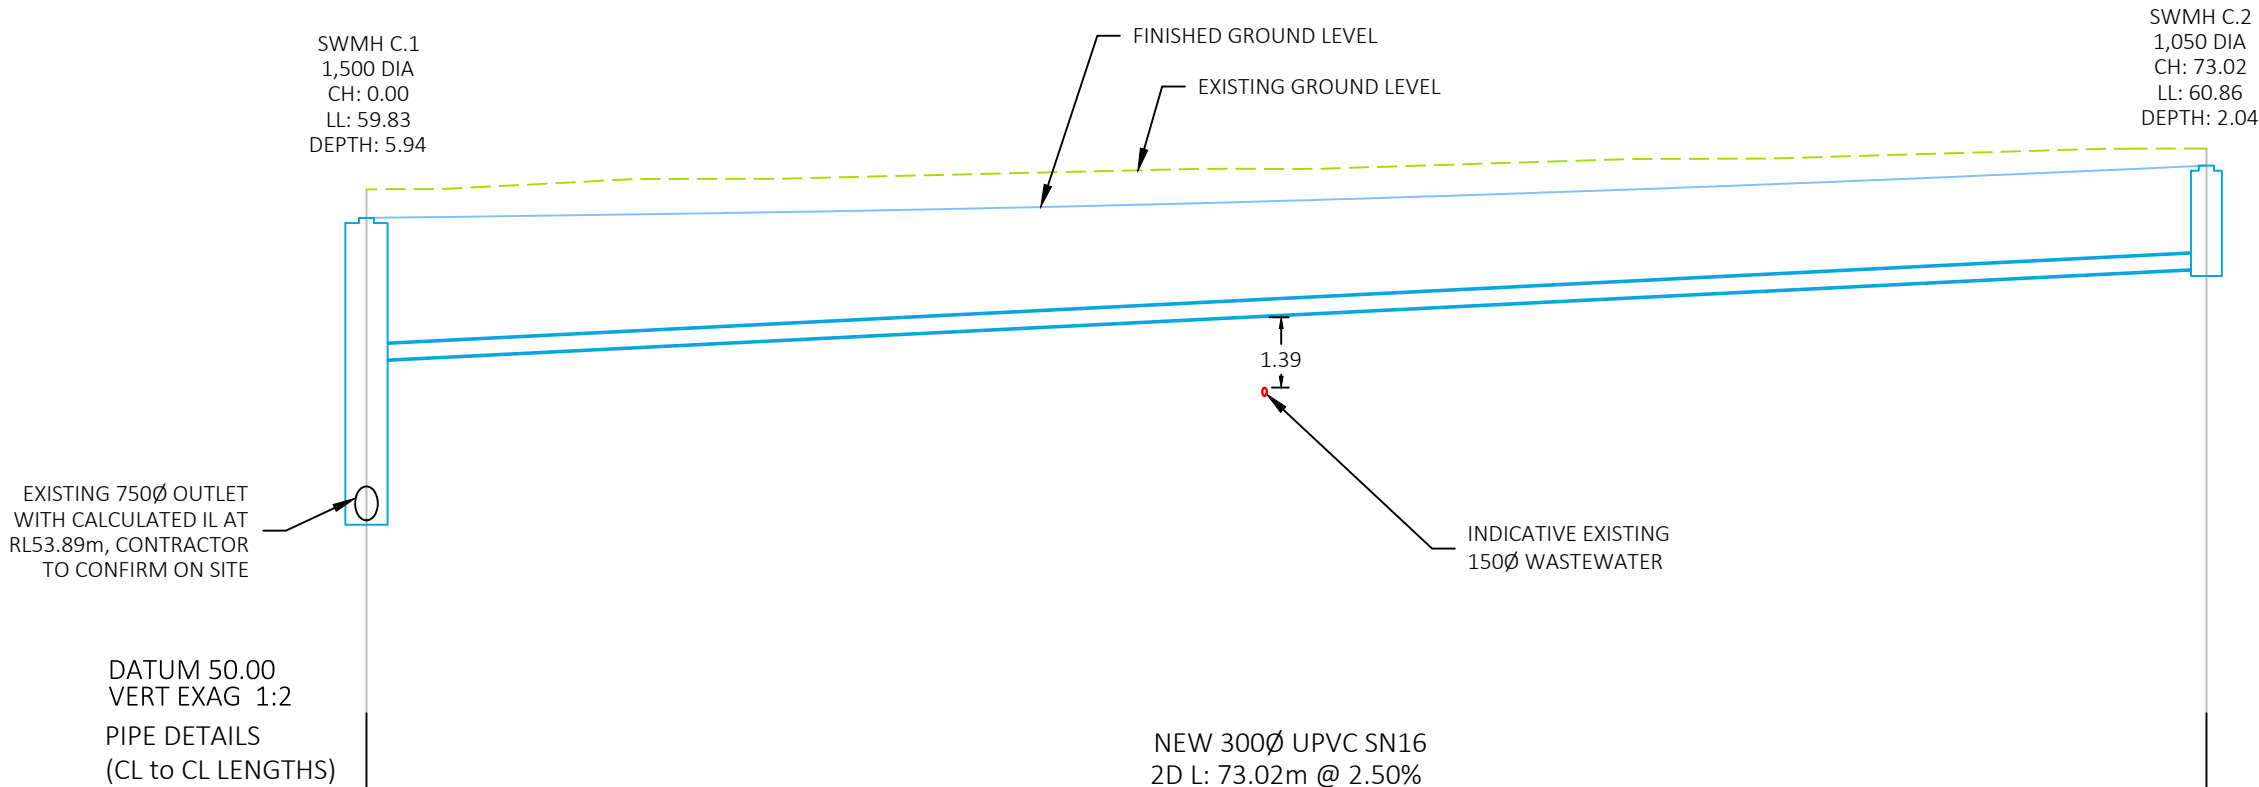 SWMH C.1
1,500 DIA
CH: 0.00
LL: 59.83
DEPTH: 5.94
FINISHED GROUND LEVEL
EXISTING GROUND LEVEL
SWMH C.2
1,050 DIA
CH: 73.02
LL: 60.86
DEPTH: 2.04
1.39
EXISTING 750Ø OUTLET
WITH CALCULATED IL AT
RL53.89m, CONTRACTOR
TO CONFIRM ON SITE
INDICATIVE EXISTING
150Ø WASTEWATER
DATUM 50.00
VERT EXAG 1:2
PIPE DETAILS
(CL to CL LENGTHS)
NEW 300Ø UPVC SN16
2D L: 73.02m @ 2.50%